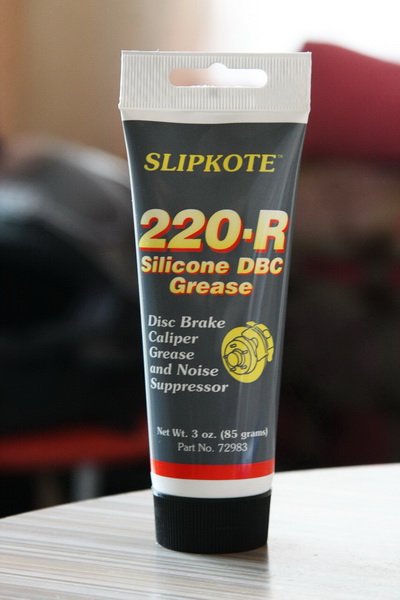 SLIPKOTE™
220-R
Silicone DBC
Grease
Disc Brake
Caliper
Grease
and Noise
Suppressor
Net Wt. 3 oz. (85 grams)
Part No. 72983